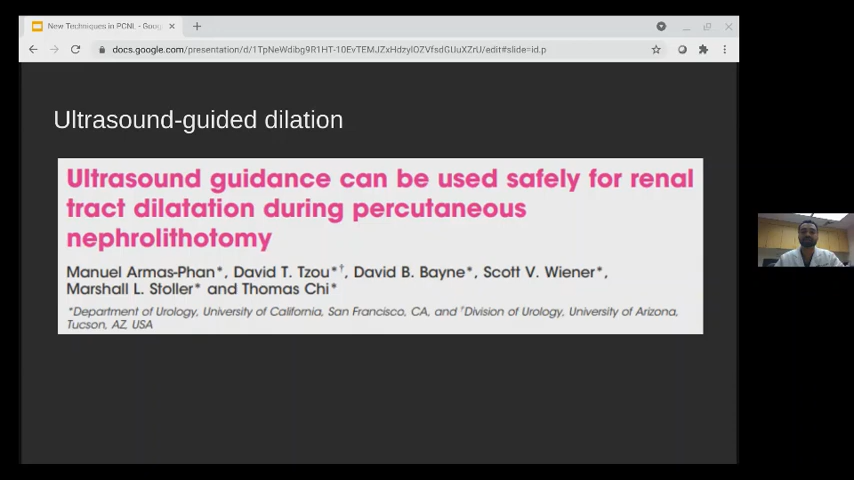 New Techniques in PCNL - Goog
docs.google.com/presentation/d/1TpNeWdibg9R1HT-10EvTEMJZxHdzylOZVfsdGIJuXZrU/edit#slide=id.p
Ultrasound-guided dilation
Ultrasound guidance can be used safely for renal
tract dilatation during percutaneous
nephrolithotomy
Manuel Armas-Phan*, David T. Tzou*†, David B. Bayne*, Scott V. Wiener*,
Marshall L. Stoller* and Thomas Chi*
*Department of Urology, University of California, San Francisco, CA, and †Division of Urology, University of Arizona,
Tucson, AZ, USA